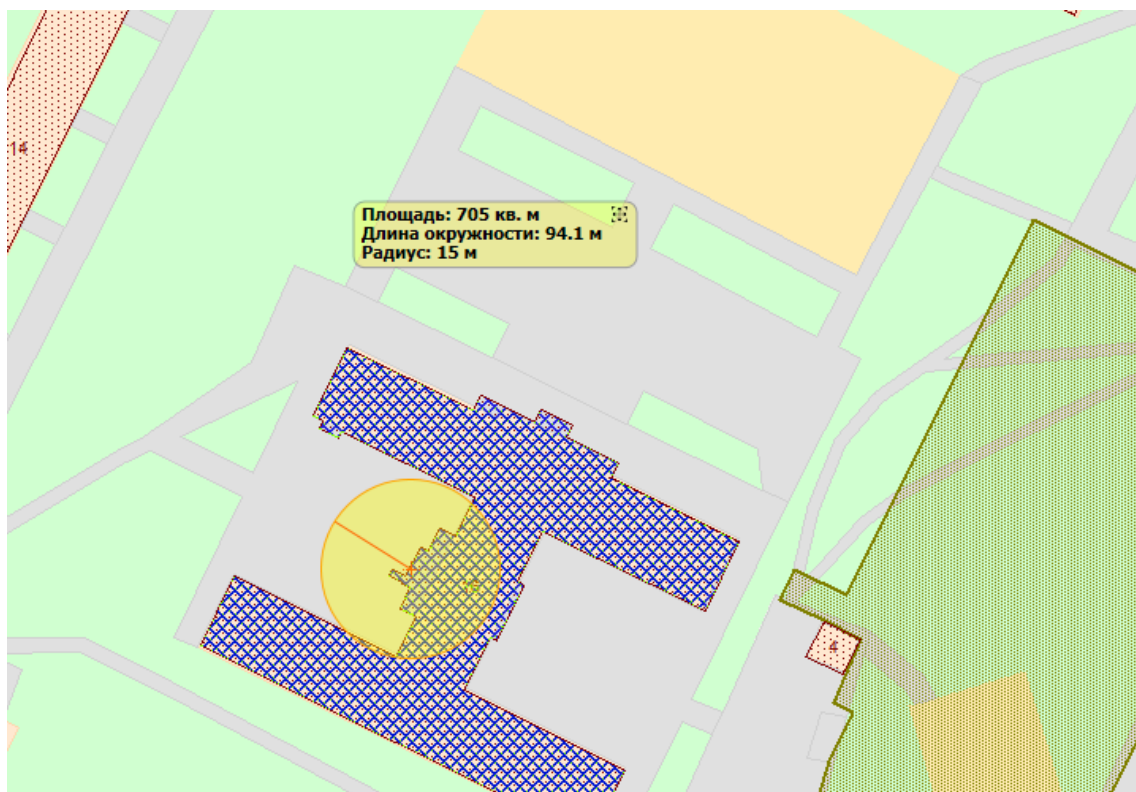 14
Площадь: 705 кв. м
Длина окружности: 94.1 м
Радиус: 15 м
4